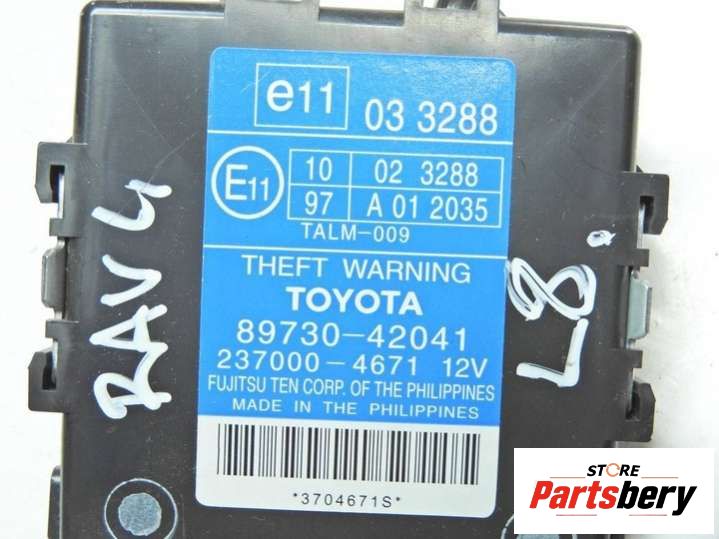 e11 03 3288
E11 10 02 3288
97 A 01 2035
TALM-009
THEFT WARNING
TOYOTA
89730-42041
237000-4671 12V
FUJITSU TEN CORP. OF THE PHILIPPINES
MADE IN THE PHILIPPINES
*3704671S*
RAV4
L8.
STORE
Partsbery